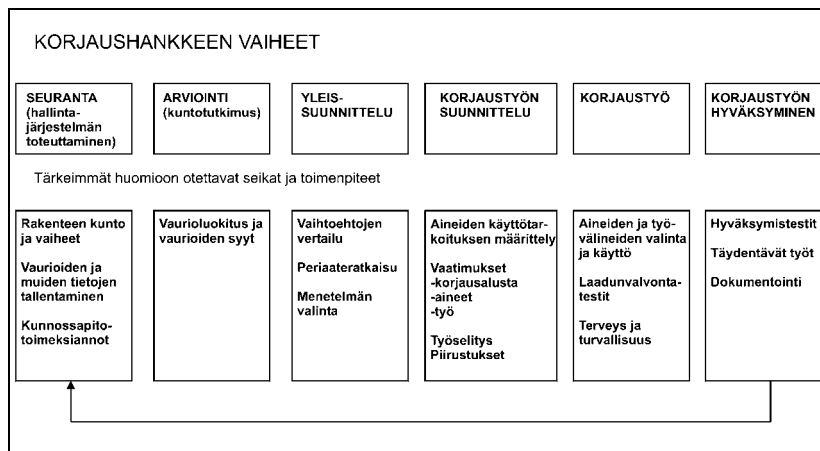 KORJAUSHANKKEEN VAIHEET
SEURANTA
(hallinta-
järjestelmän
toteuttaminen)
ARVIOINTI
(kuntotutkimus)
YLEIS-
SUUNNITTELU
KORJAUSTYÖN
SUUNNITTELU
KORJAUSTYÖ
KORJAUSTYÖN
HYVÄKSYMINEN
Tärkeimmät huomioon otettavat seikat ja toimenpiteet
Rakenteen kunto
ja vaiheet
Vaurioiden ja
muiden tietojen
tallentaminen
Kunnossapito-
toimeksiannot
Vaurioluokitus ja
vaurioiden syyt
Vaihtoehtojen
vertailu
Periaateratkaisu
Menetelmän
valinta
Aineiden käyttötar-
koituksen määrittely
Vaatimukset
-korjausalusta
-aineet
-työ
Työselitys
Piirustukset
Aineiden ja työ-
välineiden valinta
ja käyttö
Laadunvalvonta-
testit
Terveys ja
turvallisuus
Hyväksymistestit
Täydentävät työt
Dokumentointi